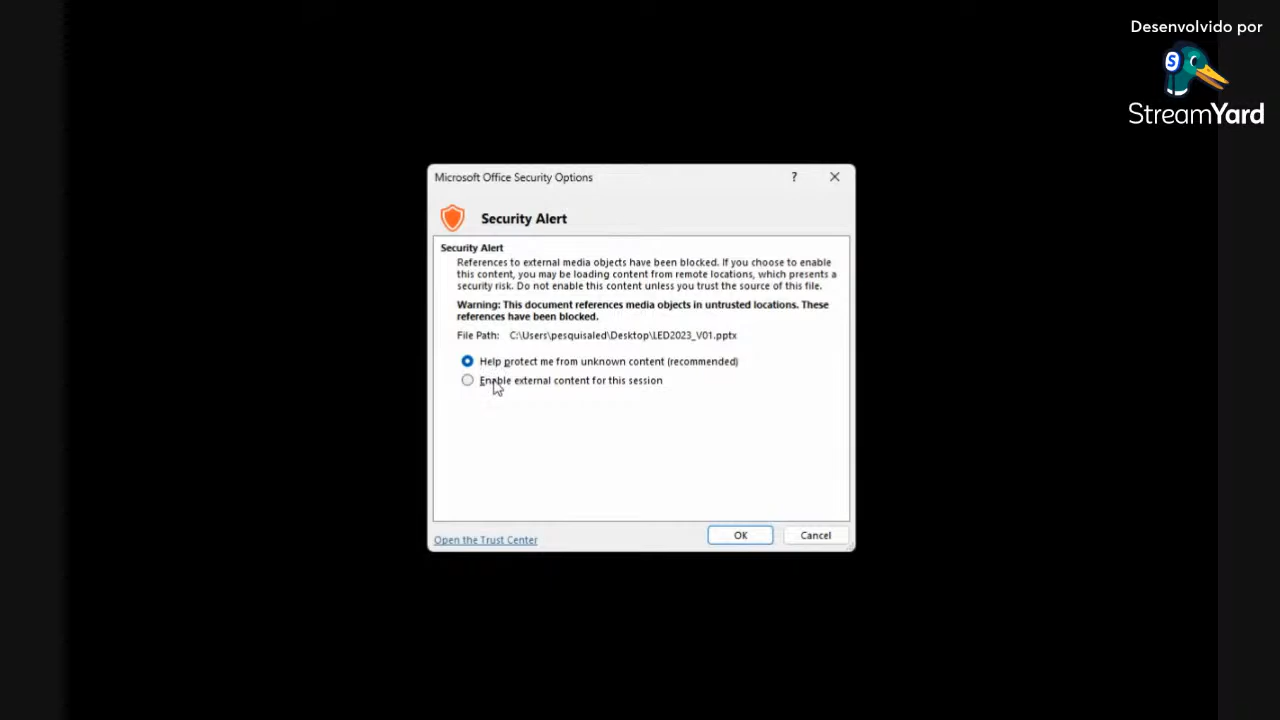 Desenvolvido por
S
StreamYard
Microsoft Office Security Options
?
Security Alert
Security Alert
References to external media objects have been blocked. If you choose to enable
this content, you may be loading content from remote locations, which presents a
security risk. Do not enable this content unless you trust the source of this file.
Warning: This document references media objects in untrusted locations. These
references have been blocked.
File Path: C:\Users\pesquisaled\Desktop\LED2023_V01.pptx
Help protect me from unknown content (recommended)
Enable external content for this session
Open the Trust Center
OK
Cancel